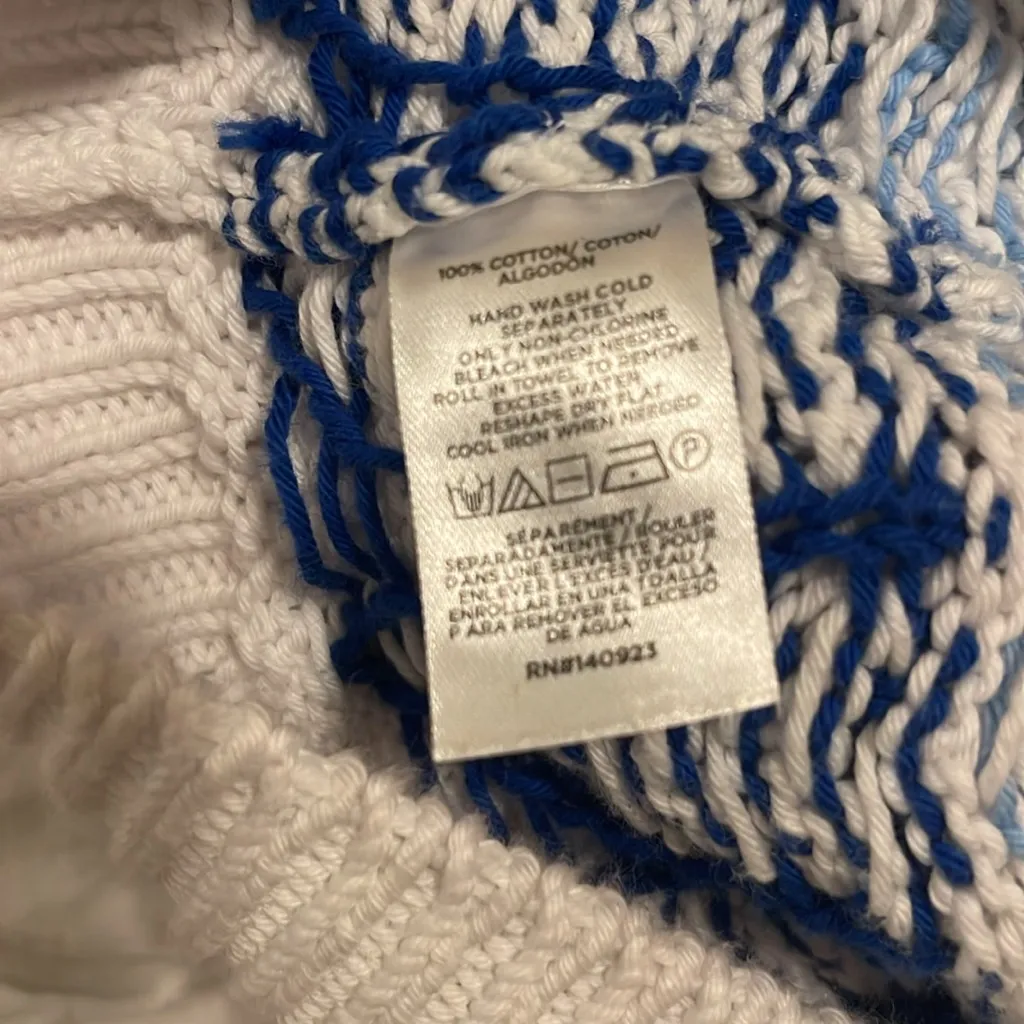 100% COTTON/ COTON/
ALGODÓN
HAND WASH COLD
SEPARATELY
ONLY NON-CHLORINE
BLEACH WHEN NEEDED
ROLL IN TOWEL TO REMOVE
EXCESS WATER
RESHAPE DRY FLAT
COOL IRON WHEN NEEDED
P
SÉPARÉMENT/
SEPARADAMENTE/ROULER
DANS UNE SERVIETTE POUR
ENLEVER L'EXCÈS D'EAU/
ENROLLAR EN UNA TOALLA
PARA REMOVER EL EXCESO
DE AGUA
RN#140923